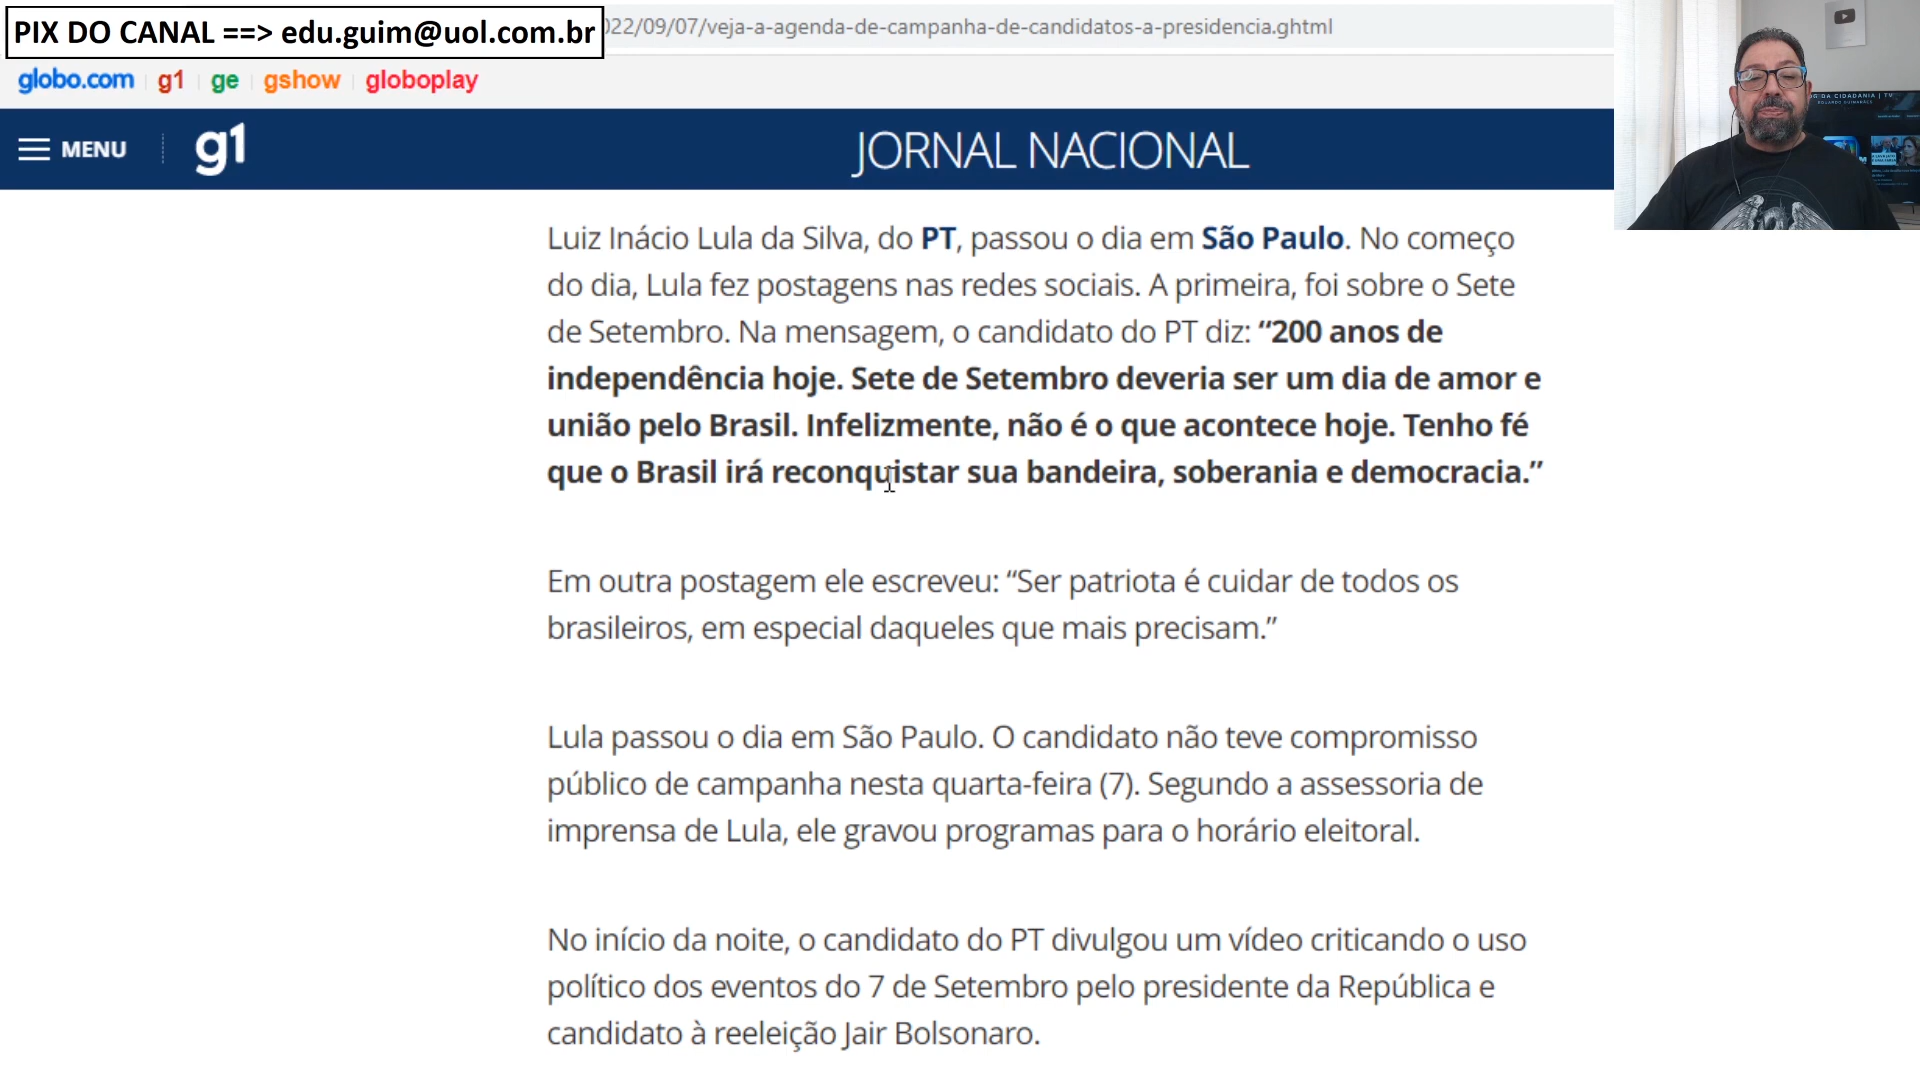 PIX DO CANAL ==> edu.guim@uol.com.br
22/09/07/veja-a-agenda-de-campanha-de-candidatos-a-presidencia.ghtml
globo.com g1 ge gshow globoplay
MENU g1 JORNAL NACIONAL
DA CIDADANIA | TV
Luiz Inácio Lula da Silva, do PT, passou o dia em São Paulo. No começo
do dia, Lula fez postagens nas redes sociais. A primeira, foi sobre o Sete
de Setembro. Na mensagem, o candidato do PT diz: “200 anos de
independência hoje. Sete de Setembro deveria ser um dia de amor e
união pelo Brasil. Infelizmente, não é o que acontece hoje. Tenho fé
que o Brasil irá reconquistar sua bandeira, soberania e democracia.”
Em outra postagem ele escreveu: “Ser patriota é cuidar de todos os
brasileiros, em especial daqueles que mais precisam.”
Lula passou o dia em São Paulo. O candidato não teve compromisso
público de campanha nesta quarta-feira (7). Segundo a assessoria de
imprensa de Lula, ele gravou programas para o horário eleitoral.
No início da noite, o candidato do PT divulgou um vídeo criticando o uso
político dos eventos do 7 de Setembro pelo presidente da República e
candidato à reeleição Jair Bolsonaro.